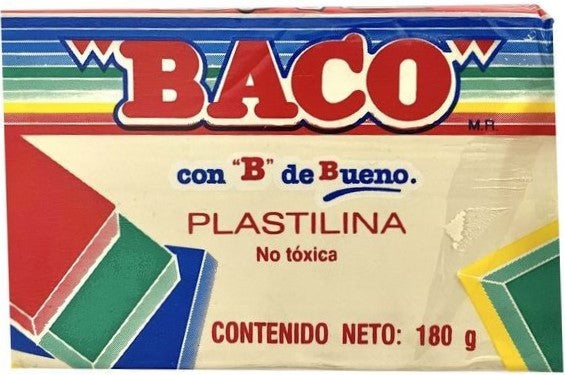 "BACO"
M.R.
con "B" de Bueno.
PLASTILINA
No tóxica
CONTENIDO NETO: 180 g